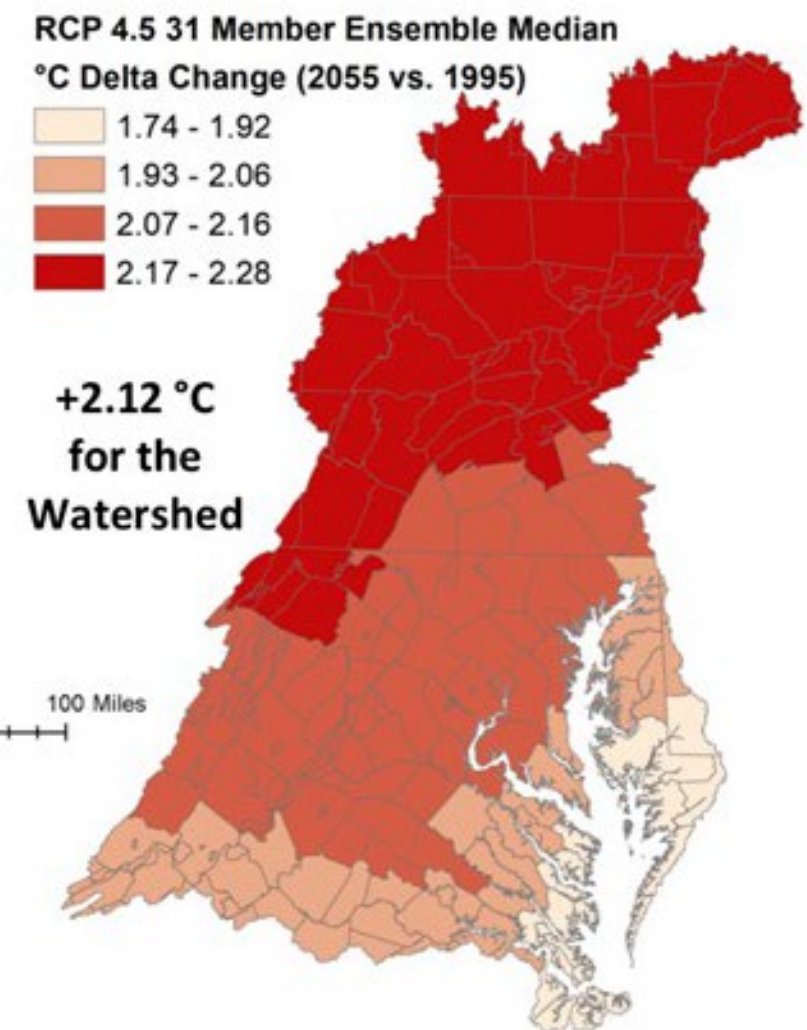 RCP 4.5 31 Member Ensemble Median
°C Delta Change (2055 vs. 1995)
1.74 - 1.92
1.93 - 2.06
2.07 - 2.16
2.17 - 2.28
+2.12 °C
for the
Watershed
100 Miles